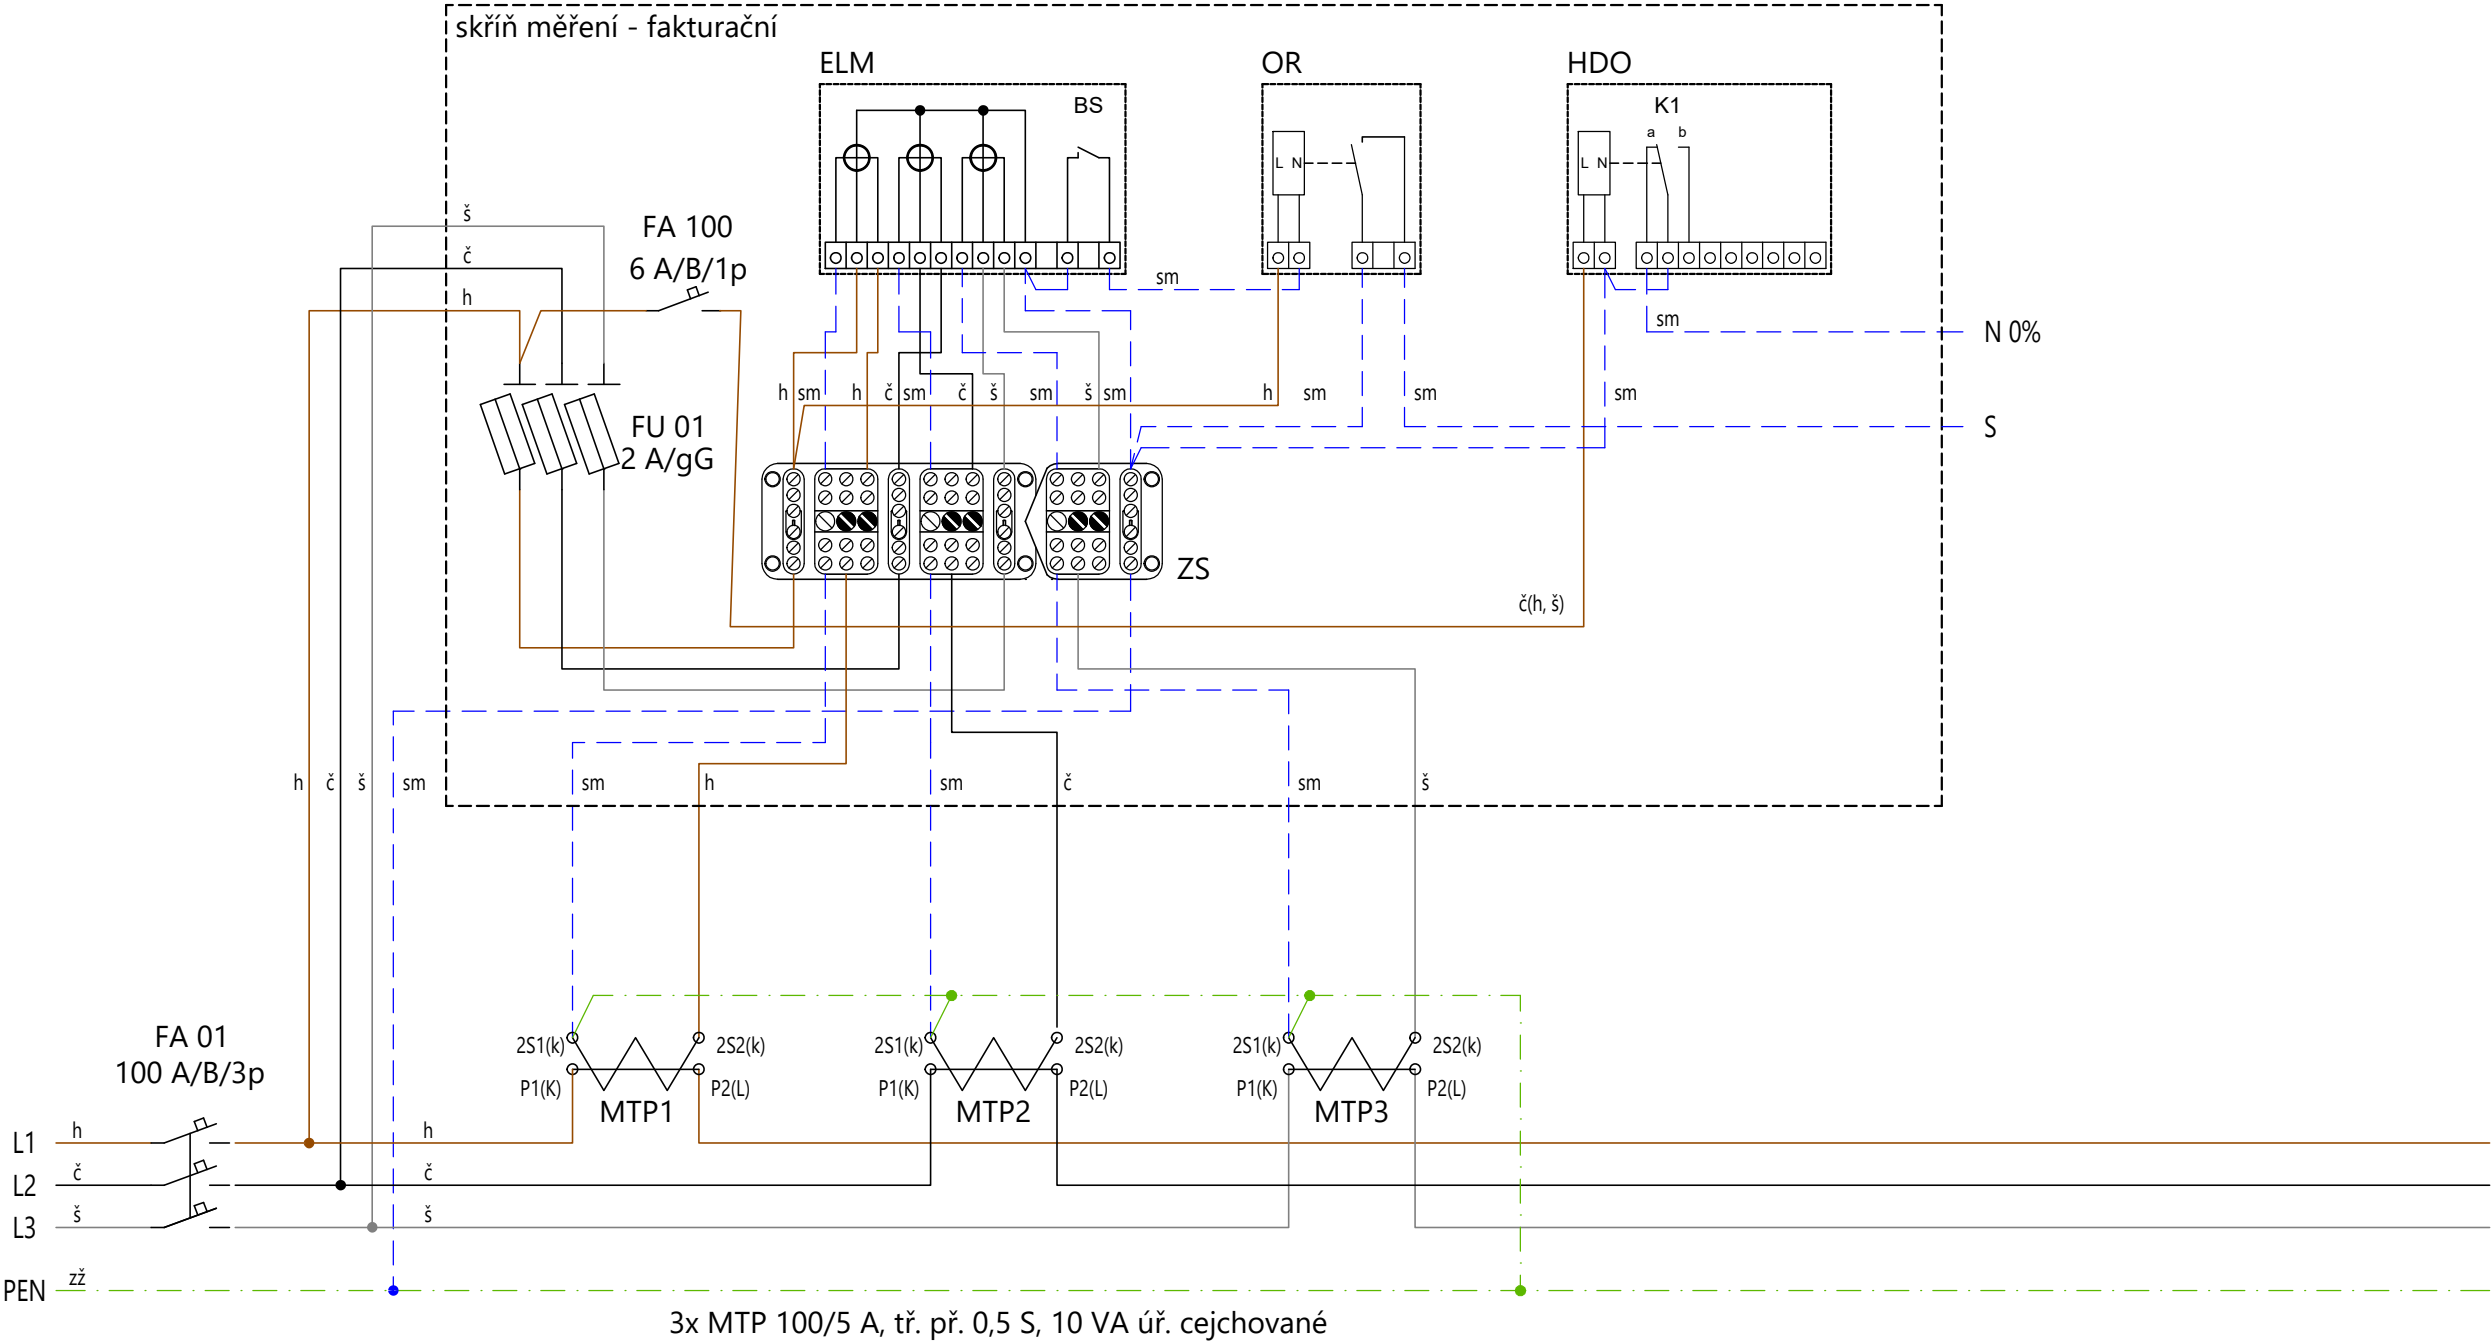 skříň měření - fakturační
ELM
OR
HDO
BS
K1
a b
L N
L N
š
FA 100
6 A/B/1p
č
h
sm
sm
N 0%
h sm h č sm č š sm š sm h sm sm sm
S
FU 01
2 A/gG
ZS
č(h, š)
h č š sm sm h sm č sm š
FA 01
100 A/B/3p
2S1(k) 2S2(k) 2S1(k) 2S2(k) 2S1(k) 2S2(k)
P1(K) P2(L) P1(K) P2(L) P1(K) P2(L)
MTP1 MTP2 MTP3
L1 h h
L2 č č
L3 š š
PEN zž
3x MTP 100/5 A, tř. př. 0,5 S, 10 VA úř. cejchované